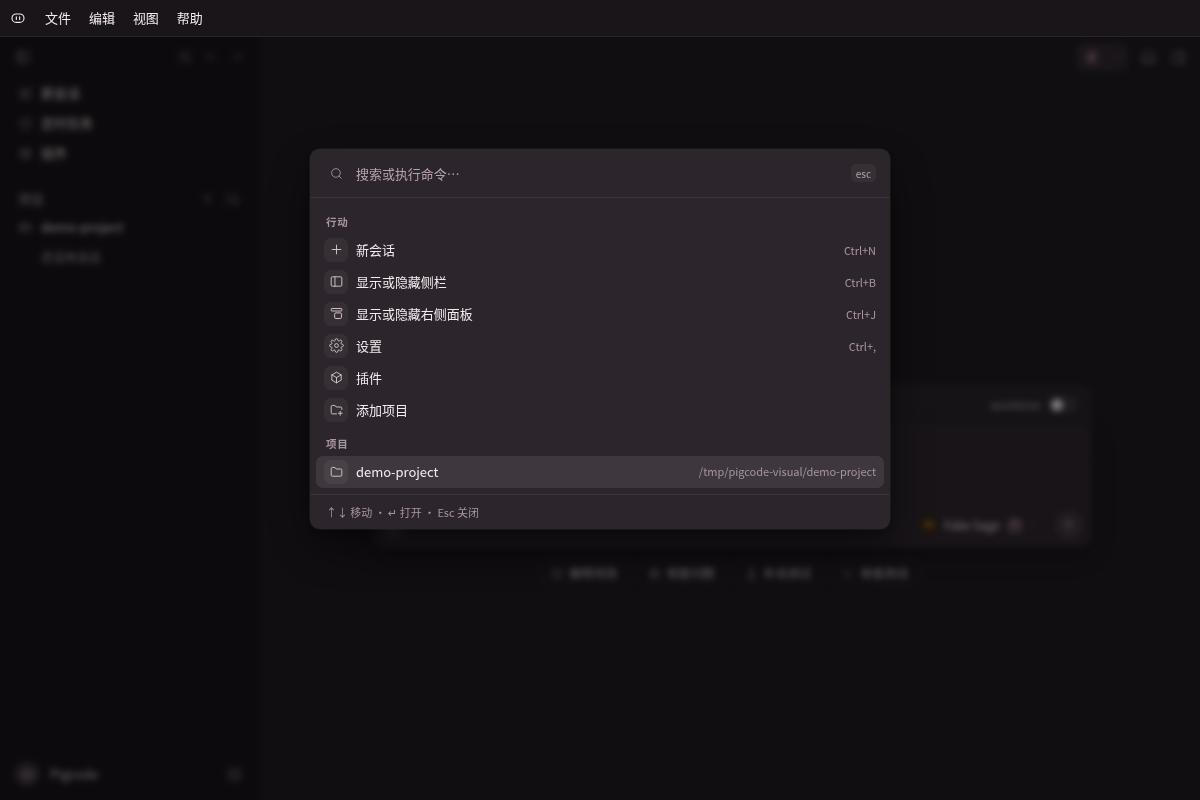 文件 编辑 视图 帮助
搜索或执行命令… esc
行动
新会话 Ctrl+N
显示或隐藏侧栏 Ctrl+B
显示或隐藏右侧面板 Ctrl+J
设置 Ctrl+,
插件
添加项目
项目
demo-project /tmp/pigcode-visual/demo-project
↑↓ 移动 • ↵ 打开 • Esc 关闭
demo-project
Pigcode